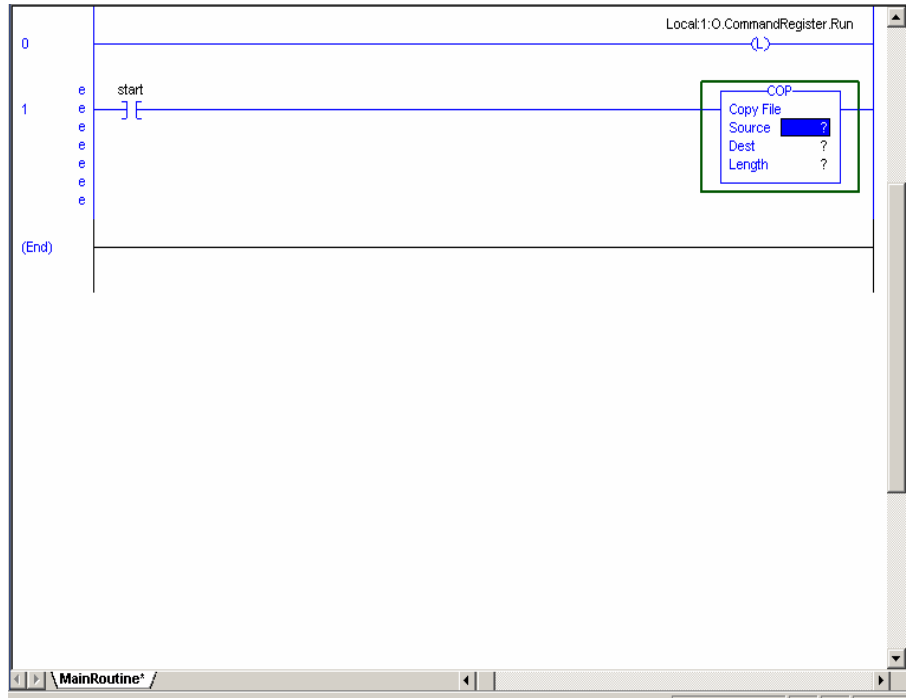 Local:1:O.CommandRegister.Run
0
(L)
e
start
COP
1
e
Copy File
e
Source ?
e
Dest ?
e
Length ?
e
e
(End)
MainRoutine*